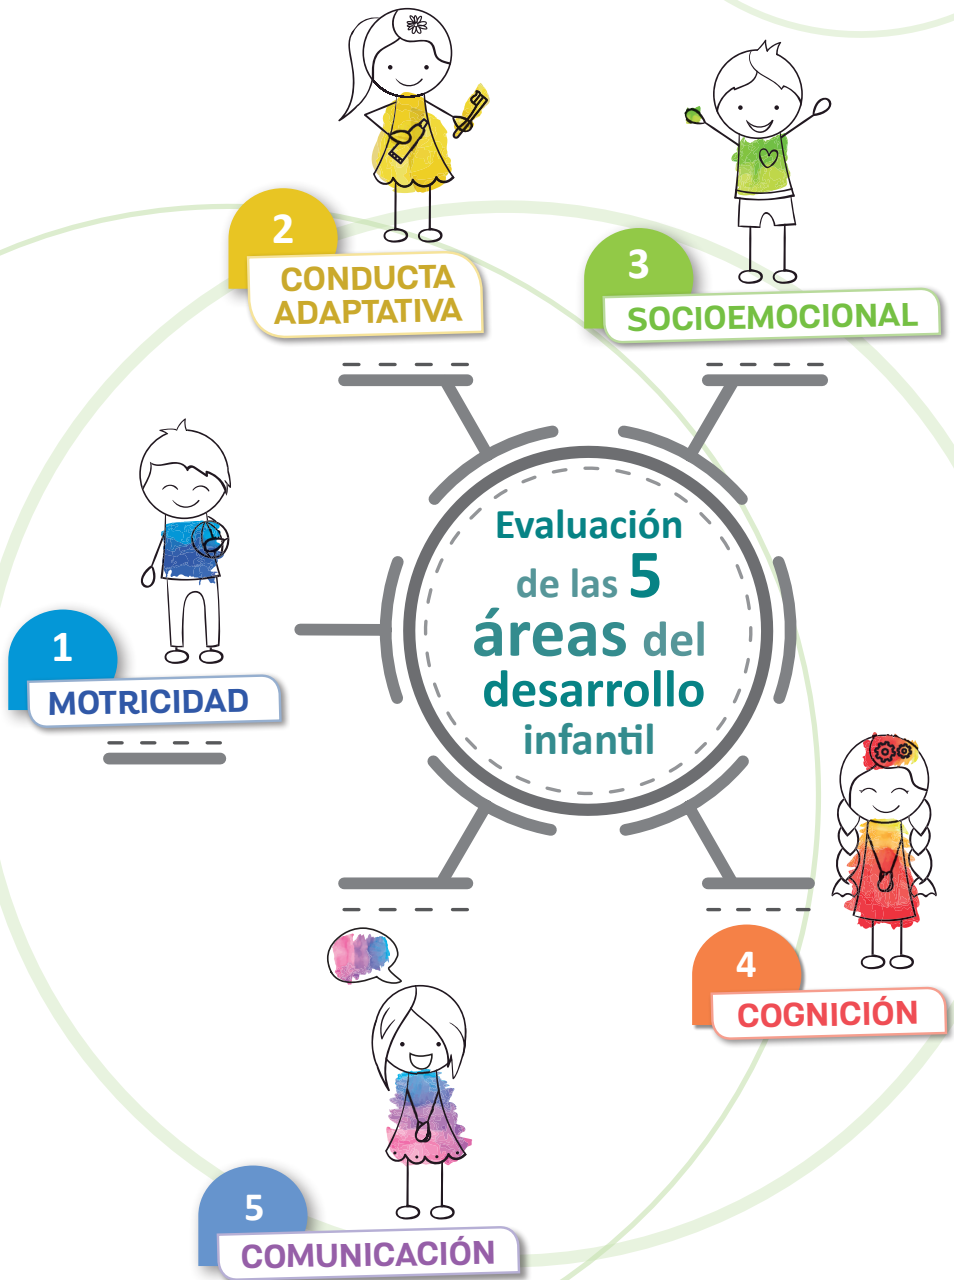 2
CONDUCTA
ADAPTATIVA
3
SOCIOEMOCIONAL
Evaluación
de las 5
áreas del
desarrollo
infantil
1
MOTRICIDAD
4
COGNICIÓN
5
COMUNICACIÓN